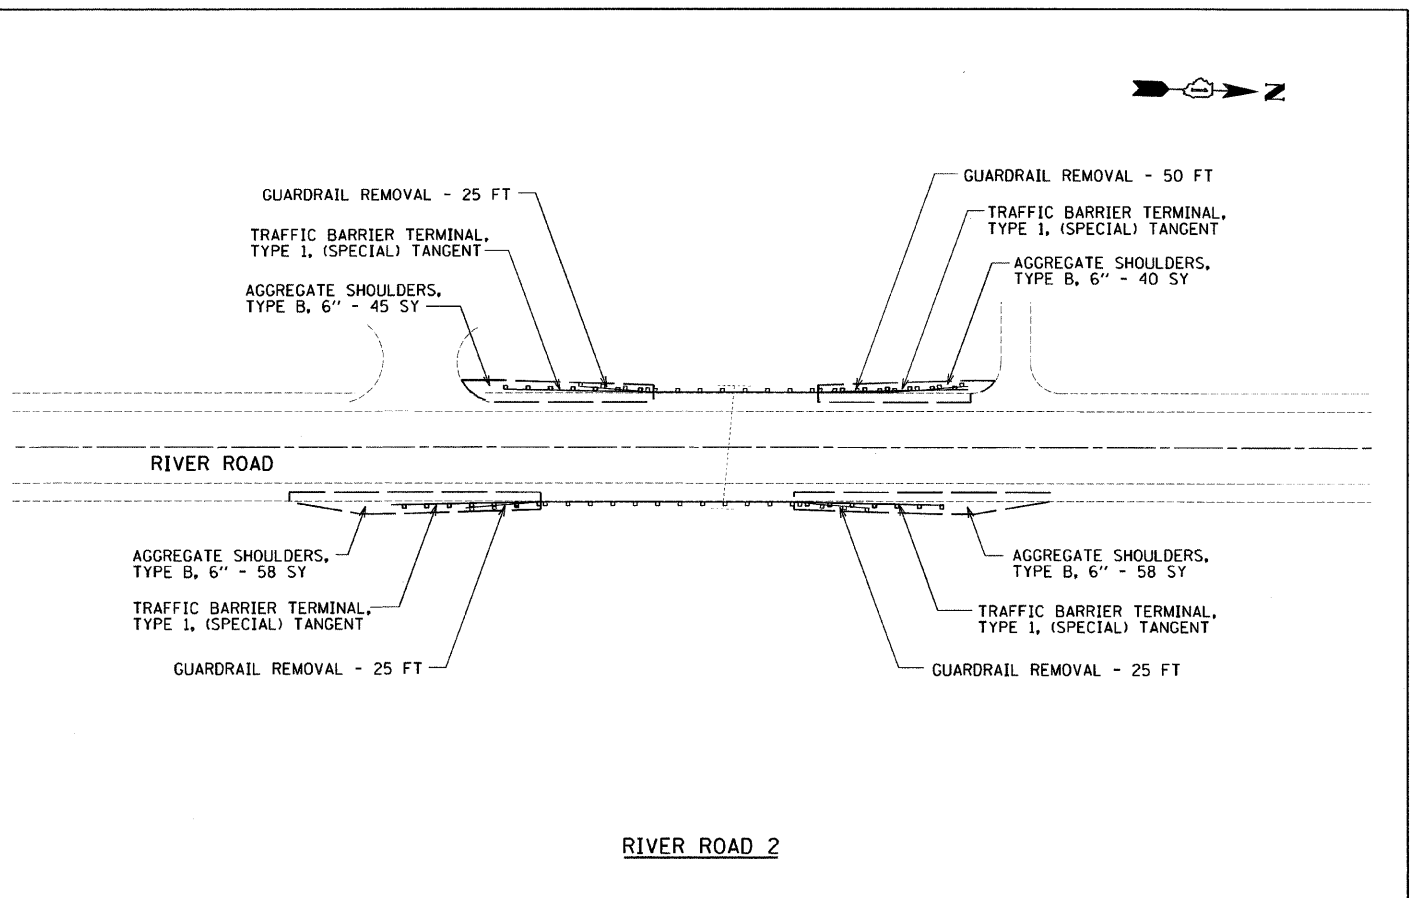 N
GUARDRAIL REMOVAL - 25 FT
TRAFFIC BARRIER TERMINAL,
TYPE 1, (SPECIAL) TANGENT
AGGREGATE SHOULDERS,
TYPE B, 6" - 45 SY
GUARDRAIL REMOVAL - 50 FT
TRAFFIC BARRIER TERMINAL,
TYPE 1, (SPECIAL) TANGENT
AGGREGATE SHOULDERS,
TYPE B, 6" - 40 SY
RIVER ROAD
AGGREGATE SHOULDERS,
TYPE B, 6" - 58 SY
TRAFFIC BARRIER TERMINAL,
TYPE 1, (SPECIAL) TANGENT
GUARDRAIL REMOVAL - 25 FT
AGGREGATE SHOULDERS,
TYPE B, 6" - 58 SY
TRAFFIC BARRIER TERMINAL,
TYPE 1, (SPECIAL) TANGENT
GUARDRAIL REMOVAL - 25 FT
RIVER ROAD 2